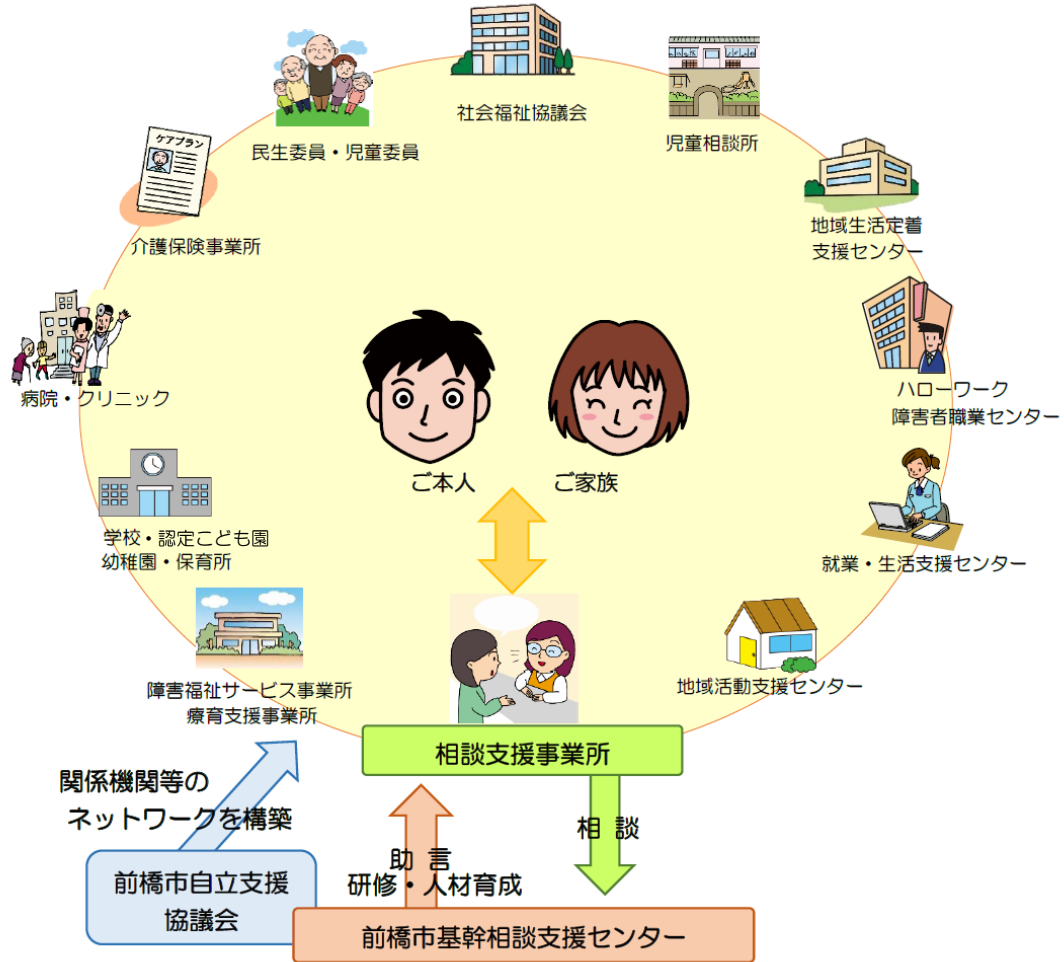 社会福祉協議会
民生委員・児童委員
児童相談所
ケアプラン
介護保険事業所
地域生活定着
支援センター
病院・クリニック
ハローワーク
障害者職業センター
ご本人
ご家族
学校・認定こども園
幼稚園・保育所
就業・生活支援センター
障害福祉サービス事業所
療育支援事業所
地域活動支援センター
相談支援事業所
関係機関等の
ネットワークを構築
相 談
助 言
研修・人材育成
前橋市自立支援
協議会
前橋市基幹相談支援センター